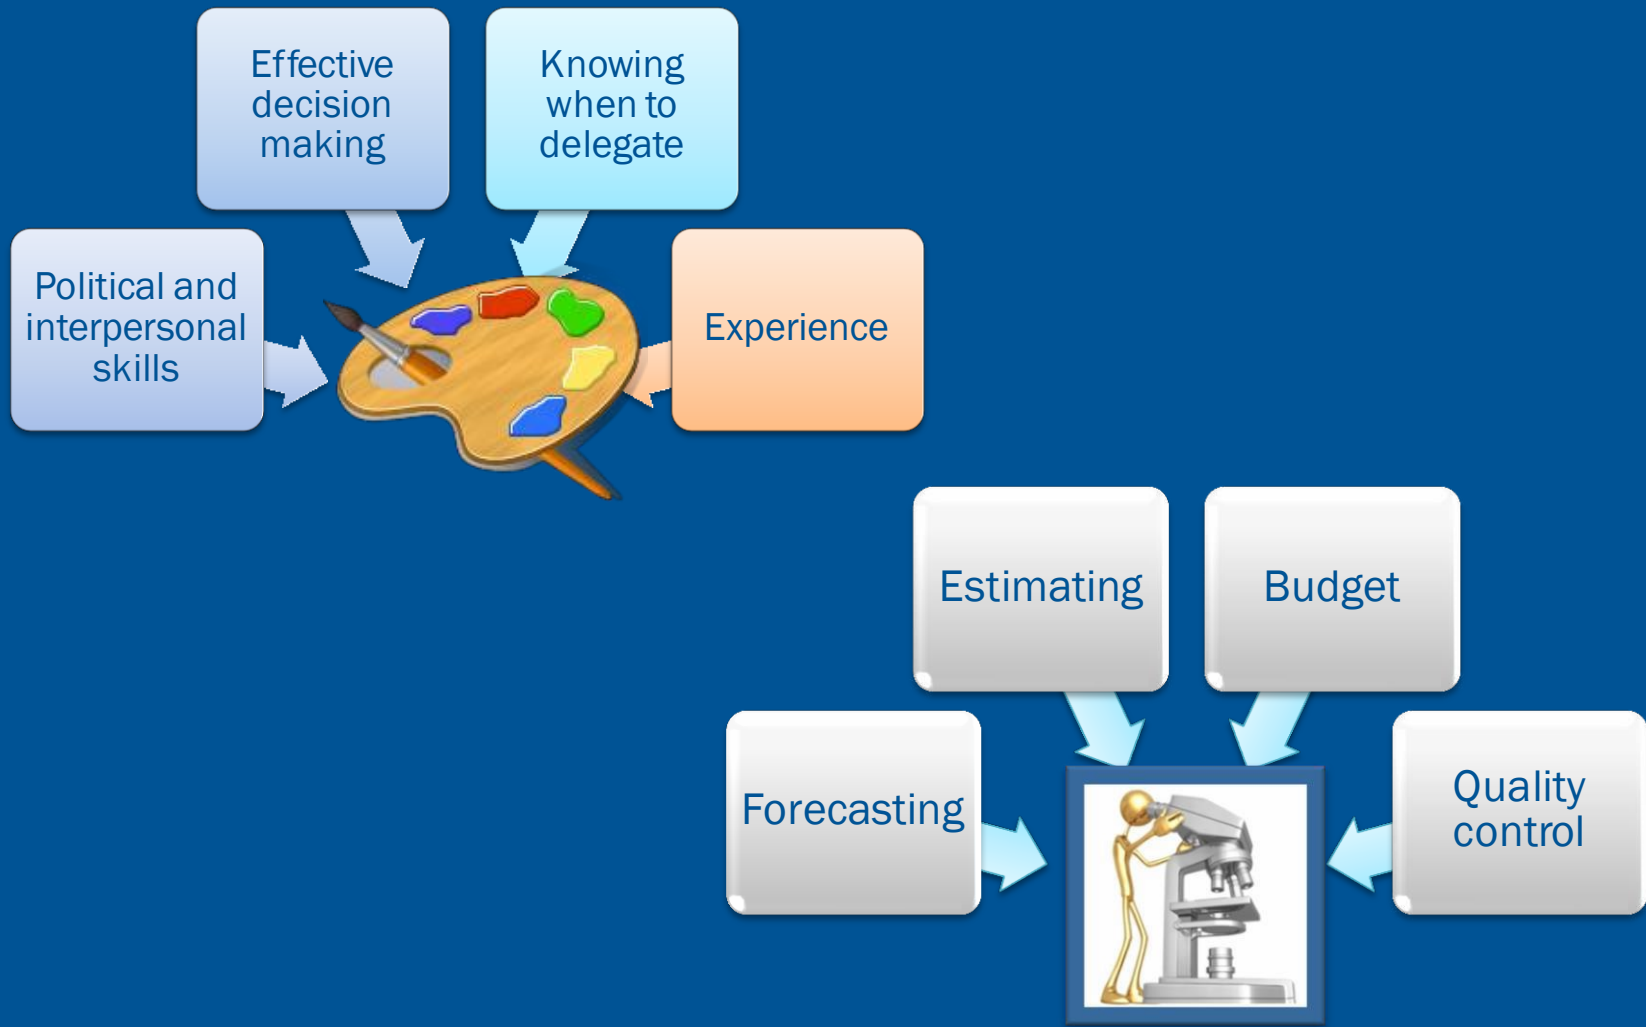 Effective
decision
making
Knowing
when to
delegate
Political and
interpersonal
skills
Experience
Estimating
Budget
Forecasting
Quality
control